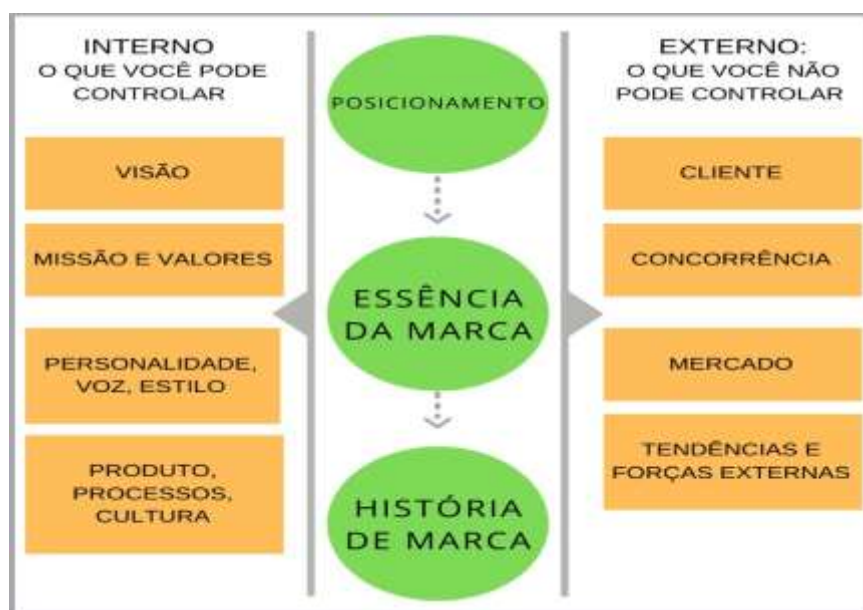 INTERNO
O QUE VOCÊ PODE
CONTROLAR
VISÃO
MISSÃO E VALORES
PERSONALIDADE,
VOZ, ESTILO
PRODUTO,
PROCESSOS,
CULTURA
POSICIONAMENTO
ESSÊNCIA
DA MARCA
HISTÓRIA
DE MARCA
EXTERNO:
O QUE VOCÊ NÃO
PODE CONTROLAR
CLIENTE
CONCORRÊNCIA
MERCADO
TENDÊNCIAS E
FORÇAS EXTERNAS